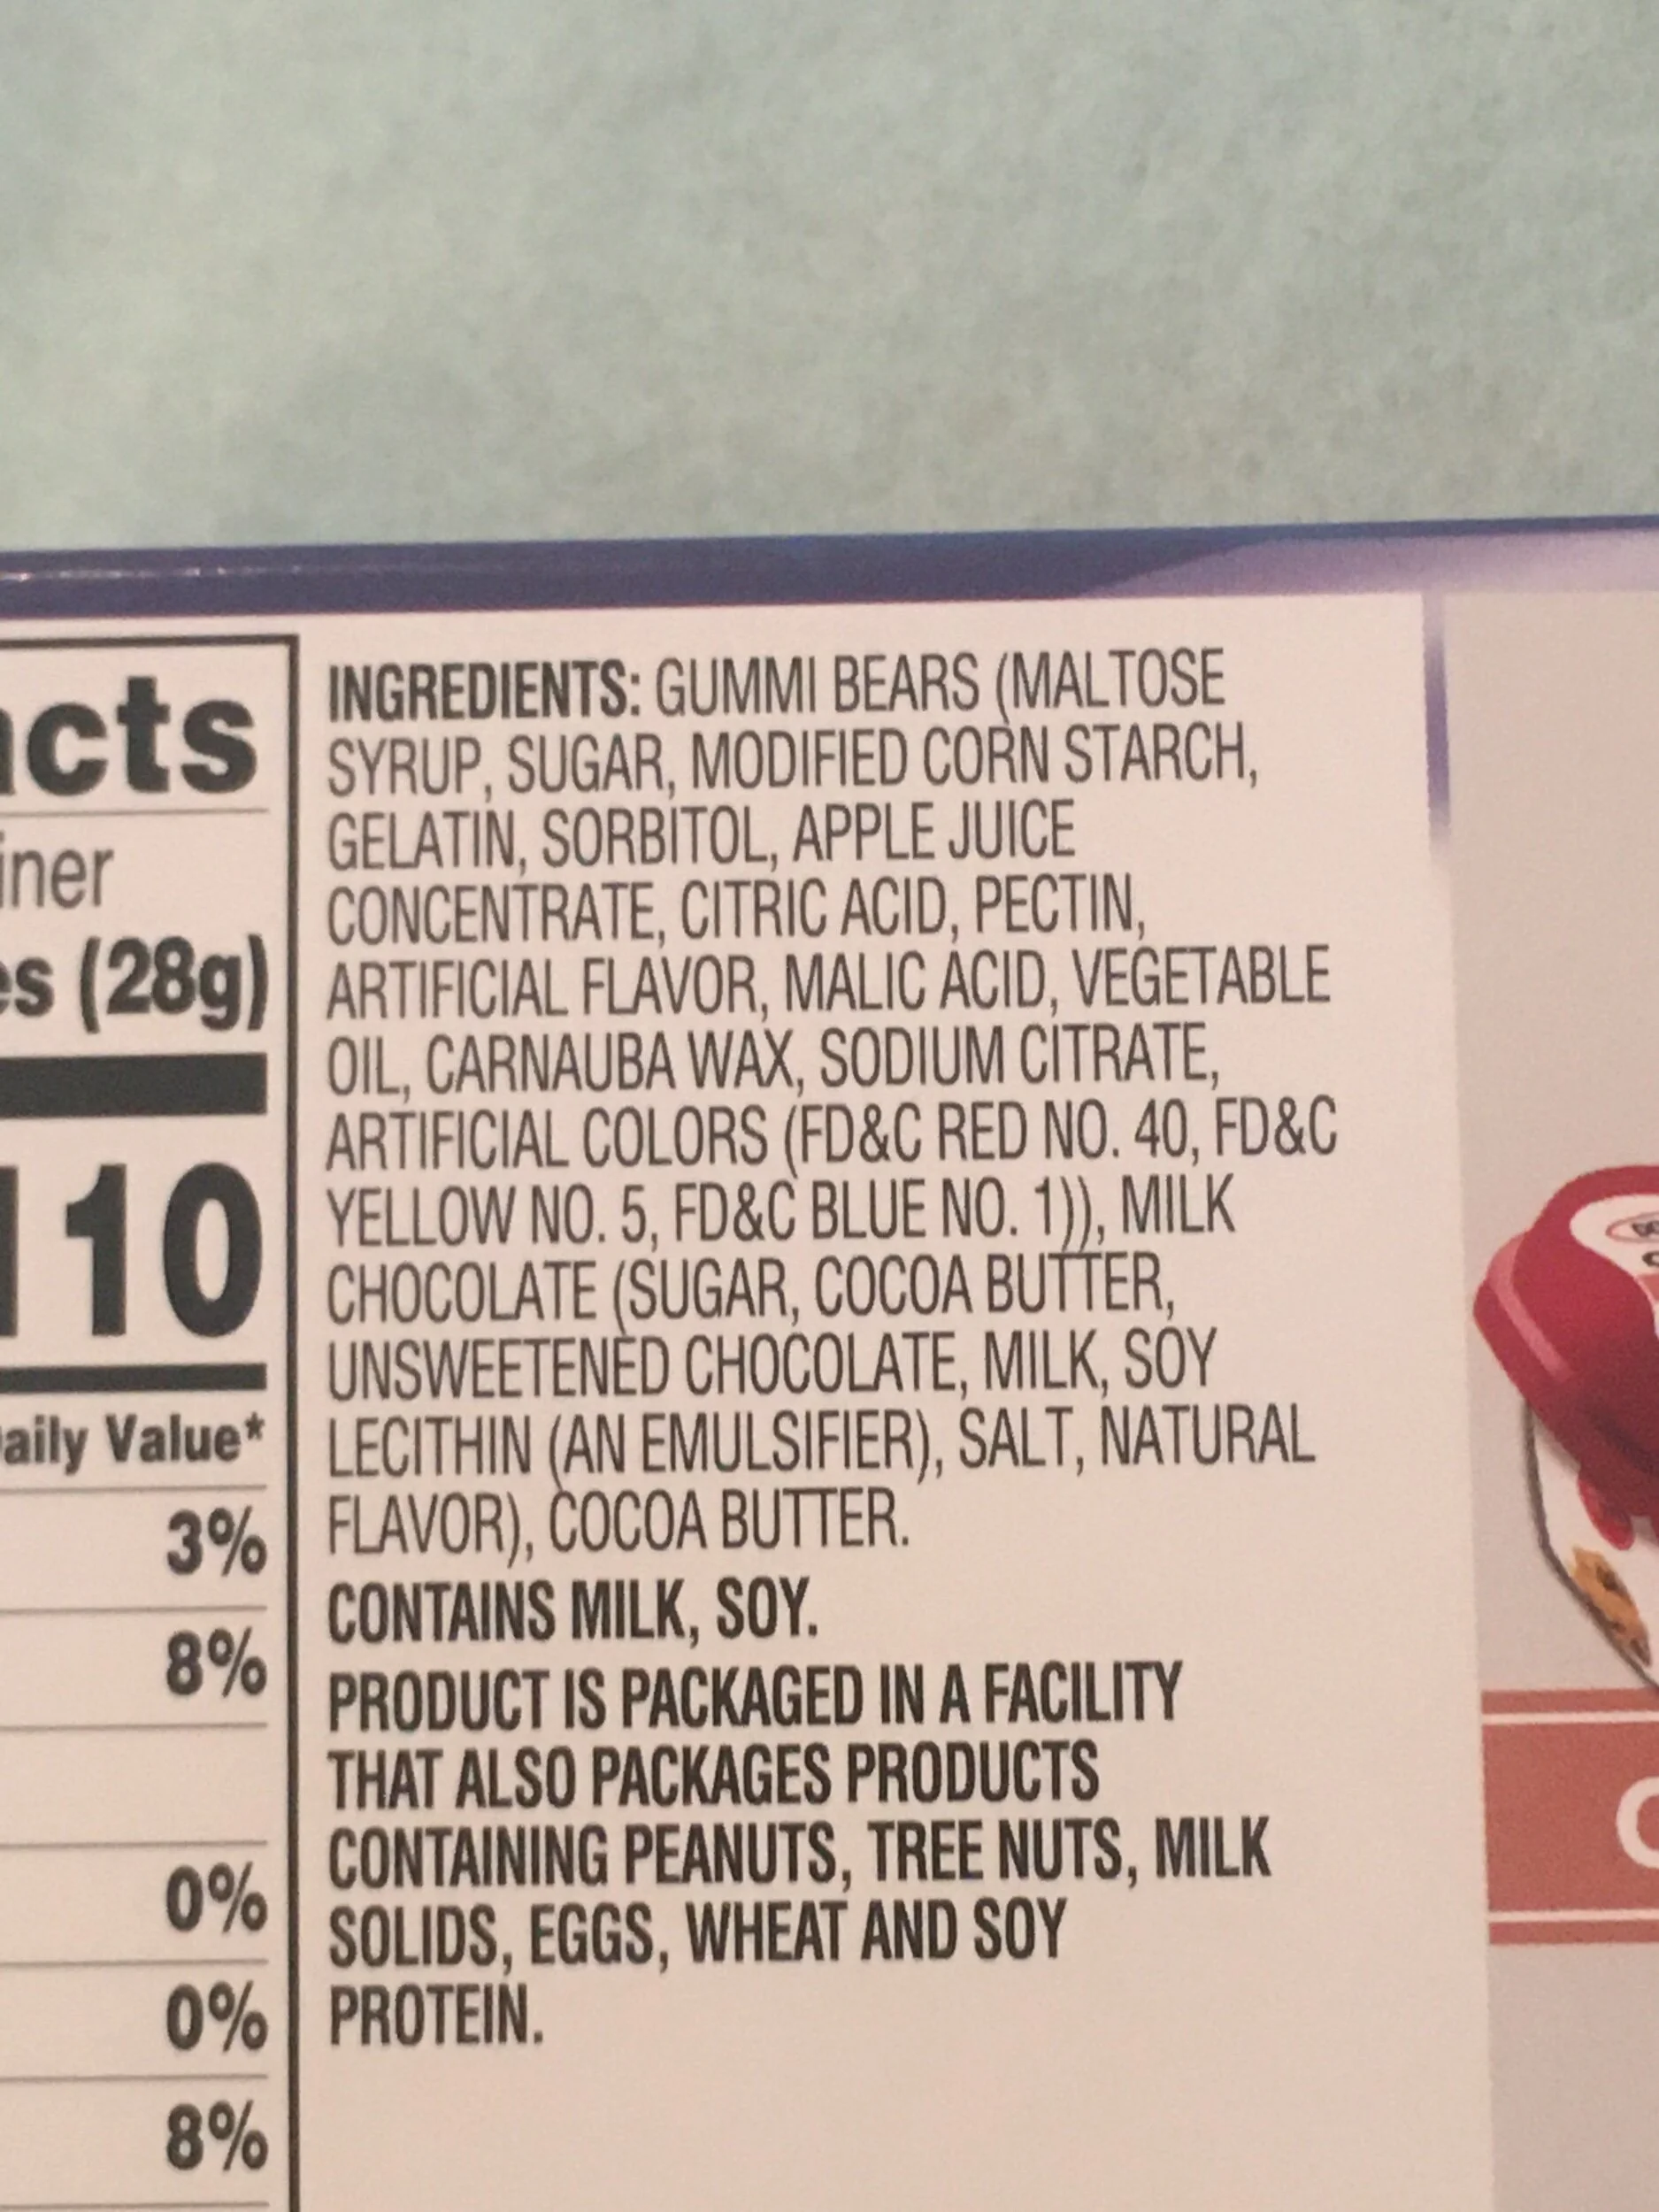 acts
iner
es (28g)
110
Daily Value*
3%
8%
0%
0%
8%
INGREDIENTS: GUMMI BEARS (MALTOSE
SYRUP, SUGAR, MODIFIED CORN STARCH,
GELATIN, SORBITOL, APPLE JUICE
CONCENTRATE, CITRIC ACID, PECTIN,
ARTIFICIAL FLAVOR, MALIC ACID, VEGETABLE
OIL, CARNAUBA WAX, SODIUM CITRATE,
ARTIFICIAL COLORS (FD&C RED NO. 40, FD&C
YELLOW NO. 5, FD&C BLUE NO. 1)), MILK
CHOCOLATE (SUGAR, COCOA BUTTER,
UNSWEETENED CHOCOLATE, MILK, SOY
LECITHIN (AN EMULSIFIER), SALT, NATURAL
FLAVOR), COCOA BUTTER.
CONTAINS MILK, SOY.
PRODUCT IS PACKAGED IN A FACILITY
THAT ALSO PACKAGES PRODUCTS
CONTAINING PEANUTS, TREE NUTS, MILK
SOLIDS, EGGS, WHEAT AND SOY
PROTEIN.